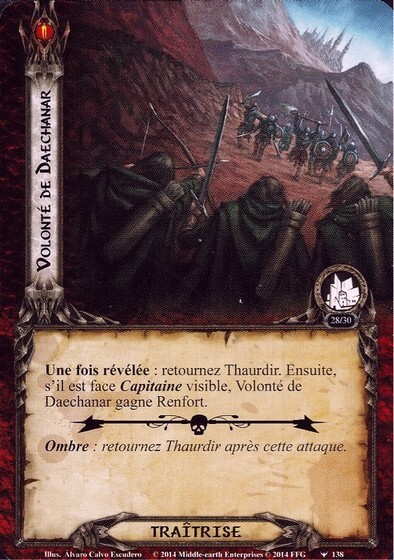 VOLONTÉ DE DAECHANAR
28/30
Une fois révélée : retournez Thaurdir. Ensuite,
s'il est face Capitaine visible, Volonté de
Daechanar gagne Renfort.
Ombre : retournez Thaurdir après cette attaque.
TRAÎTRISE
Illus. Álvaro Calvo Escudero © 2014 Middle-earth Enterprises © 2014 FFG 138